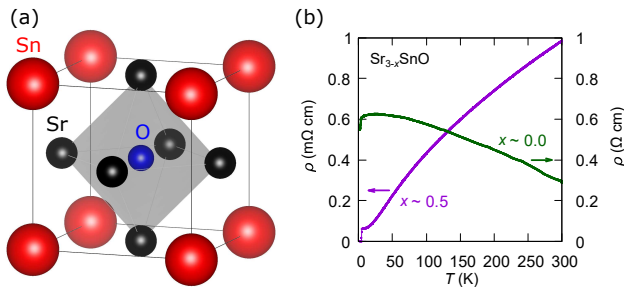 (a)
Sn
Sr
O
(b)
Sr3-xSnO
1
0.8
0.6
0.4
0.2
0
ρ (mΩ cm)
x ~ 0.0
x ~ 0.5
1
0.8
0.6
0.4
0.2
0
ρ (Ω cm)
0 50 100 150 200 250 300
T (K)